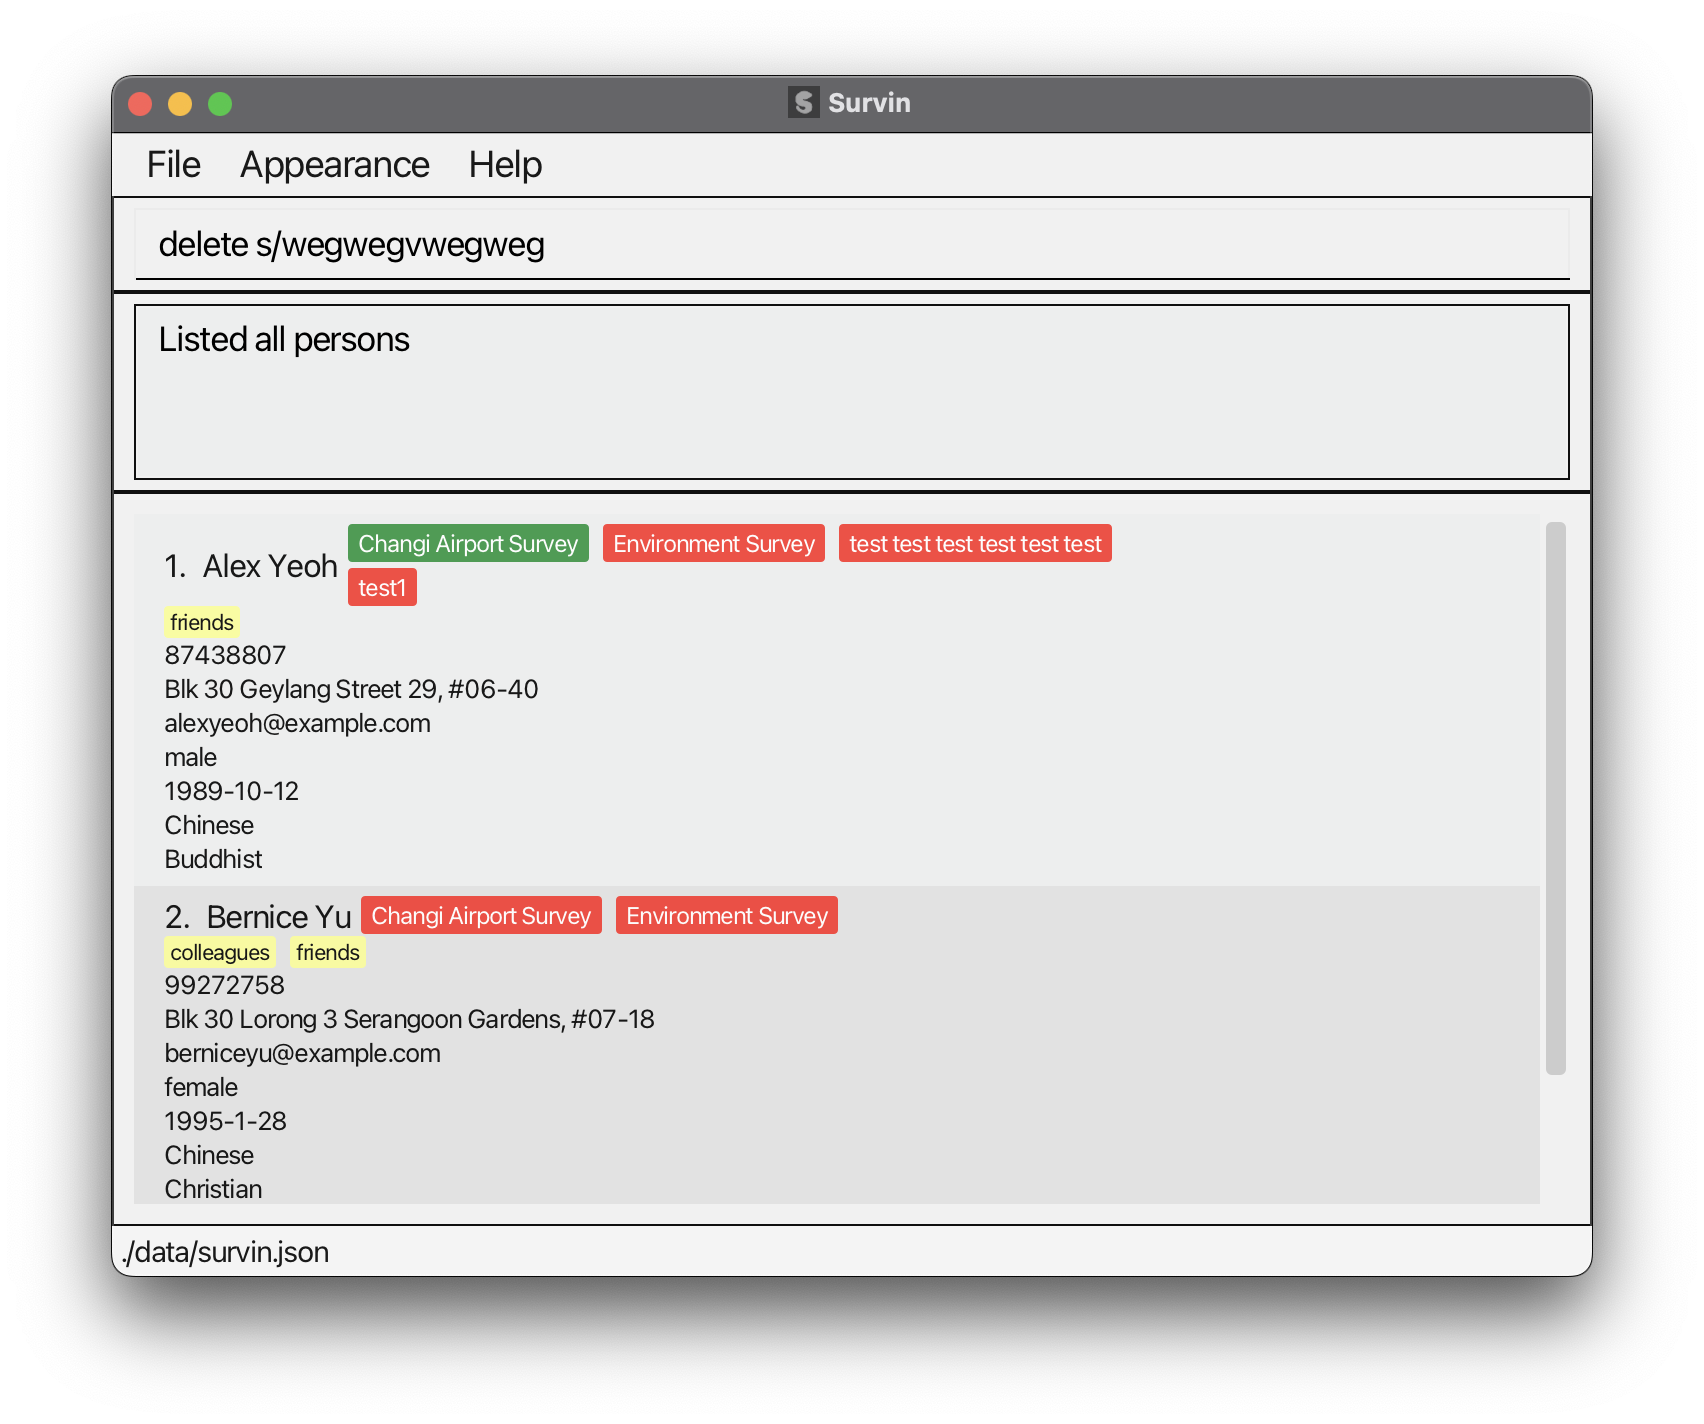 Survin
File Appearance Help
delete s/wegwegvwegweg
Listed all persons
1. Alex Yeoh Changi Airport Survey Environment Survey test test test test test test
test1
friends
87438807
Blk 30 Geylang Street 29, #06-40
alexyeoh@example.com
male
1989-10-12
Chinese
Buddhist
2. Bernice Yu Changi Airport Survey Environment Survey
colleagues friends
99272758
Blk 30 Lorong 3 Serangoon Gardens, #07-18
berniceyu@example.com
female
1995-1-28
Chinese
Christian
./data/survin.json